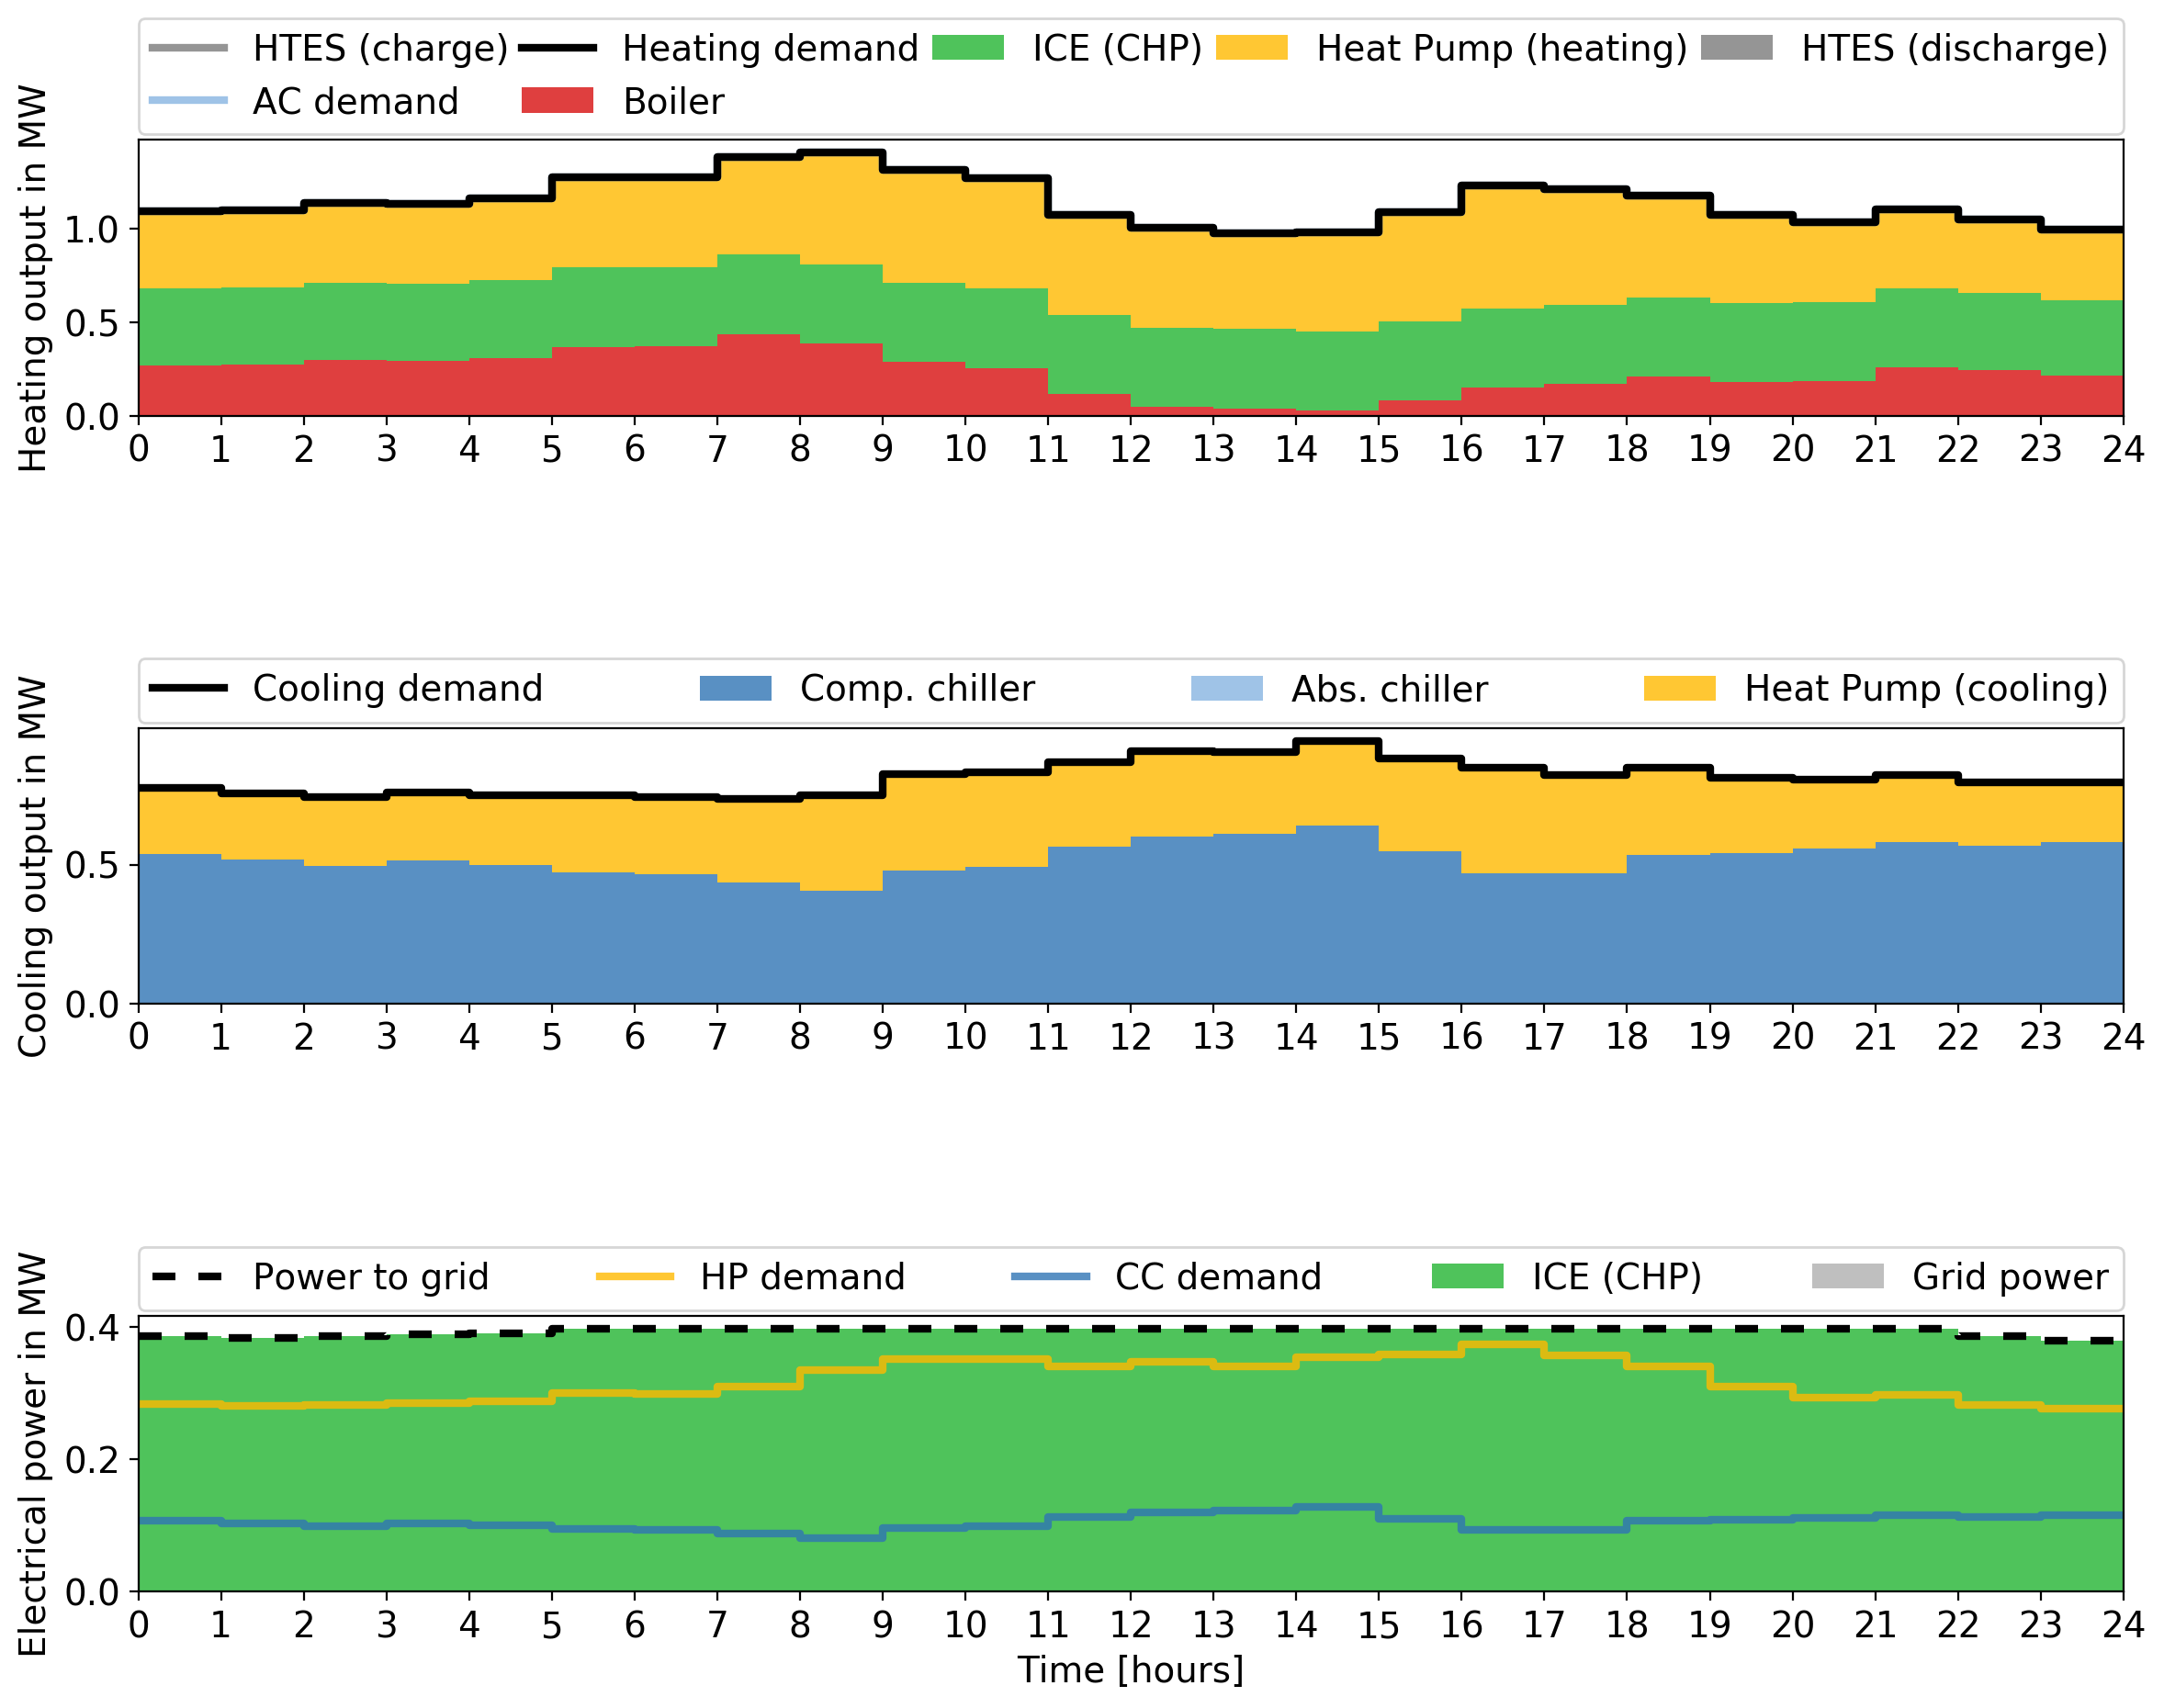 HTES (charge) Heating demand ICE (CHP) Heat Pump (heating) HTES (discharge)
AC demand Boiler
Heating output in MW
1.0
0.5
0.0
0 1 2 3 4 5 6 7 8 9 10 11 12 13 14 15 16 17 18 19 20 21 22 23 24
Cooling demand Comp. chiller Abs. chiller Heat Pump (cooling)
Cooling output in MW
0.5
0.0
0 1 2 3 4 5 6 7 8 9 10 11 12 13 14 15 16 17 18 19 20 21 22 23 24
Power to grid HP demand CC demand ICE (CHP) Grid power
Electrical power in MW
0.4
0.2
0.0
0 1 2 3 4 5 6 7 8 9 10 11 12 13 14 15 16 17 18 19 20 21 22 23 24
Time [hours]